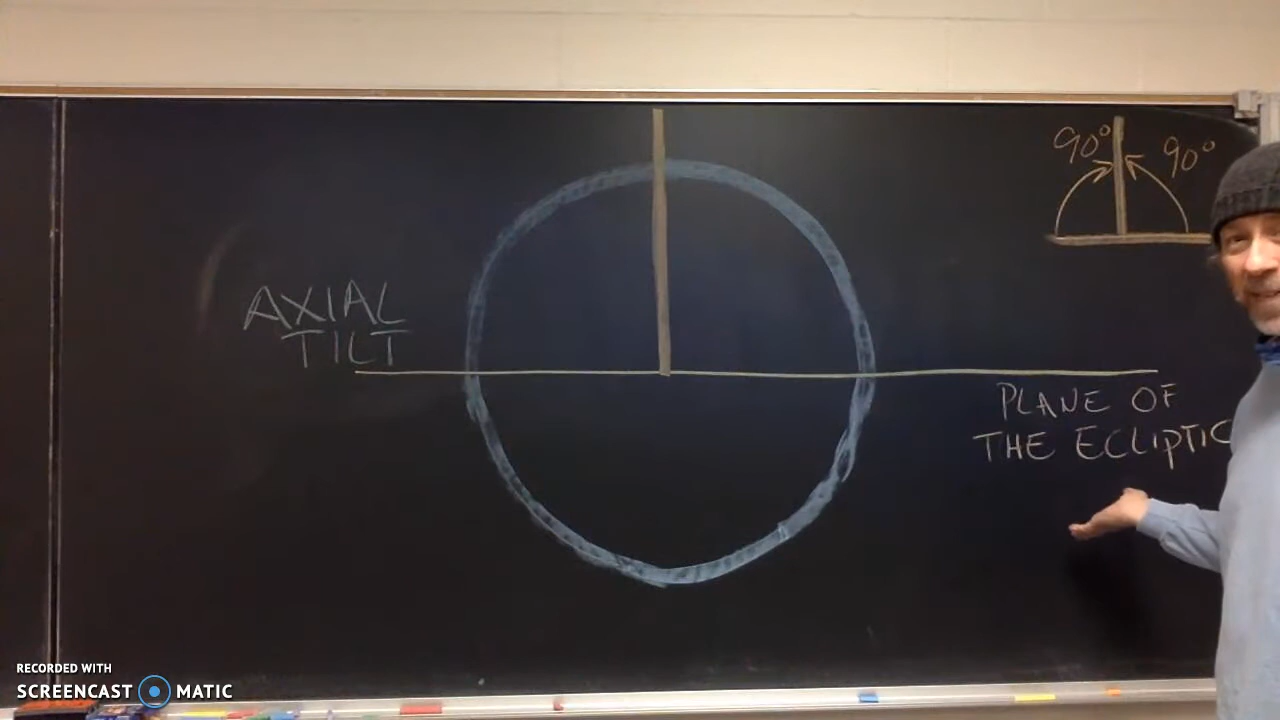 90° 90°
AXIAL
TILT
PLANE OF
THE ECLIPTIC
RECORDED WITH
SCREENCAST MATIC